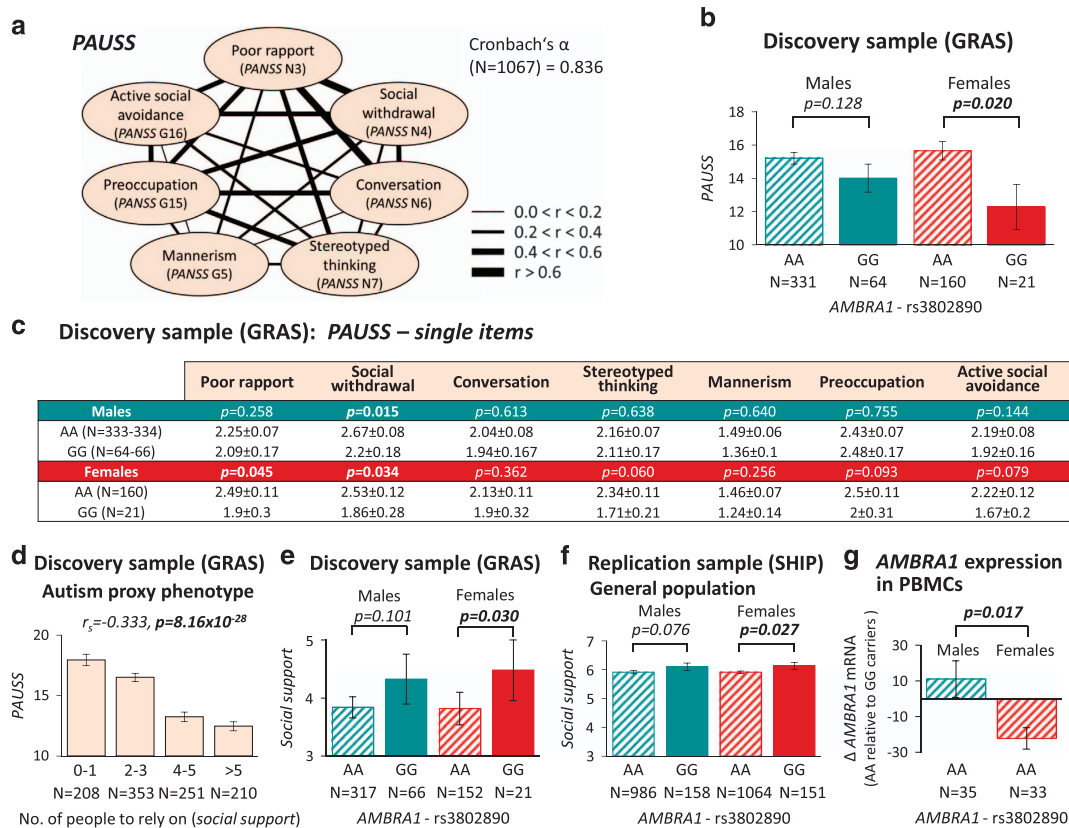 a
PAUSS
Cronbach‘s α
(N=1067) = 0.836
Poor rapport
(PANSS N3)
Active social
avoidance
(PANSS G16)
Social
withdrawal
(PANSS N4)
Preoccupation
(PANSS G15)
Conversation
(PANSS N6)
Mannerism
(PANSS G5)
Stereotyped
thinking
(PANSS N7)
0.0 < r < 0.2
0.2 < r < 0.4
0.4 < r < 0.6
r > 0.6
b
Discovery sample (GRAS)
Males
Females
p=0.128
p=0.020
PAUSS
18
16
14
12
10
AA GG AA GG
N=331 N=64 N=160 N=21
AMBRA1 - rs3802890
c Discovery sample (GRAS): PAUSS – single items
Poor rapport Social withdrawal Conversation Stereotyped thinking Mannerism Preoccupation Active social avoidance
Males p=0.258 p=0.015 p=0.613 p=0.638 p=0.640 p=0.755 p=0.144
AA (N=333-334) 2.25±0.07 2.67±0.08 2.04±0.08 2.16±0.07 1.49±0.06 2.43±0.07 2.19±0.08
GG (N=64-66) 2.09±0.17 2.2±0.18 1.94±0.167 2.11±0.17 1.36±0.1 2.48±0.17 1.92±0.16
Females p=0.045 p=0.034 p=0.362 p=0.060 p=0.256 p=0.093 p=0.079
AA (N=160) 2.49±0.11 2.53±0.12 2.13±0.11 2.34±0.11 1.46±0.07 2.5±0.11 2.22±0.12
GG (N=21) 1.9±0.3 1.86±0.28 1.9±0.32 1.71±0.21 1.24±0.14 2±0.31 1.67±0.2
d Discovery sample (GRAS)
Autism proxy phenotype
rs=-0.333, p=8.16x10-28
PAUSS
20
15
10
0-1 2-3 4-5 >5
N=208 N=353 N=251 N=210
No. of people to rely on (social support)
e Discovery sample (GRAS)
Males
Females
p=0.101
p=0.030
Social support
5
4
3
AA GG AA GG
N=317 N=66 N=152 N=21
AMBRA1 - rs3802890
f Replication sample (SHIP)
General population
Males
Females
p=0.076
p=0.027
Social support
7
6
5
4
3
AA GG AA GG
N=986 N=158 N=1064 N=151
AMBRA1 - rs3802890
g AMBRA1 expression
in PBMCs
p=0.017
Males Females
Δ AMBRA1 mRNA
(AA relative to GG carriers)
30
10
-10
-30
AA AA
N=35 N=33
AMBRA1 - rs3802890